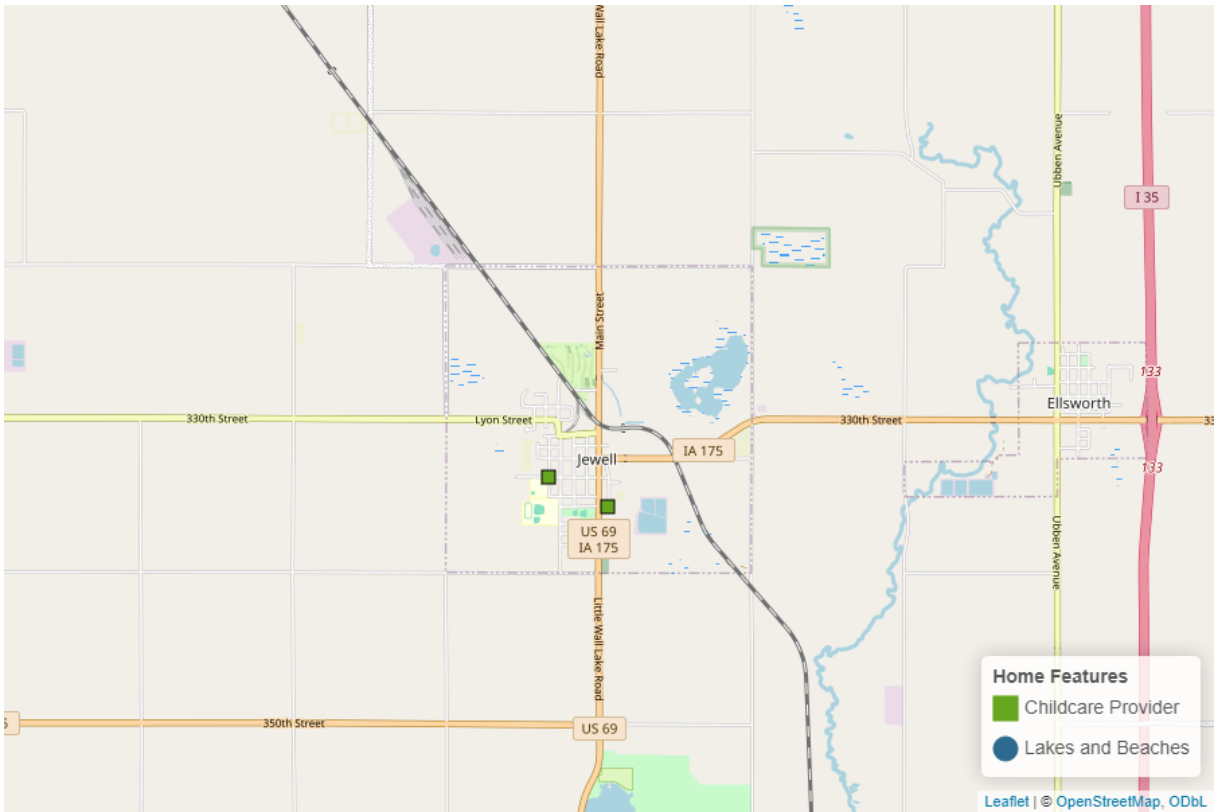 Wall Lake Road
Ubben Avenue
I 35
Main Street
133
Ellsworth
330th Street
Lyon Street
330th Street
33
Jewell
IA 175
133
US 69
IA 175
Ubben Avenue
Little Wall Lake Road
350th Street
5
US 69
Home Features
Childcare Provider
Lakes and Beaches
Leaflet | © OpenStreetMap, ODbL